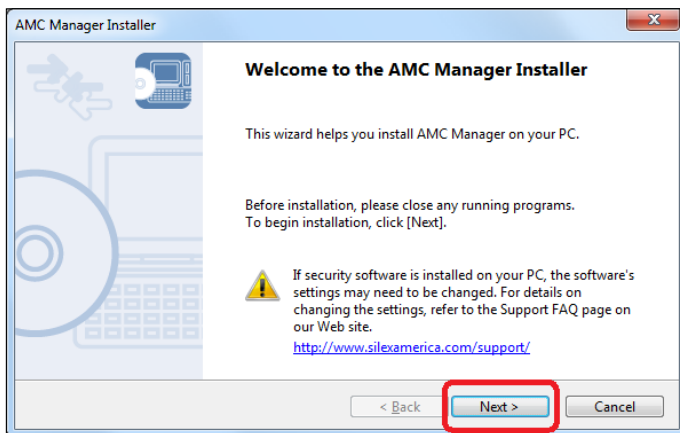 AMC Manager Installer
Welcome to the AMC Manager Installer
This wizard helps you install AMC Manager on your PC.
Before installation, please close any running programs.
To begin installation, click [Next].
If security software is installed on your PC, the software's
settings may need to be changed. For details on
changing the settings, refer to the Support FAQ page on
our Web site.
http://www.silexamerica.com/support/
< Back Next > Cancel